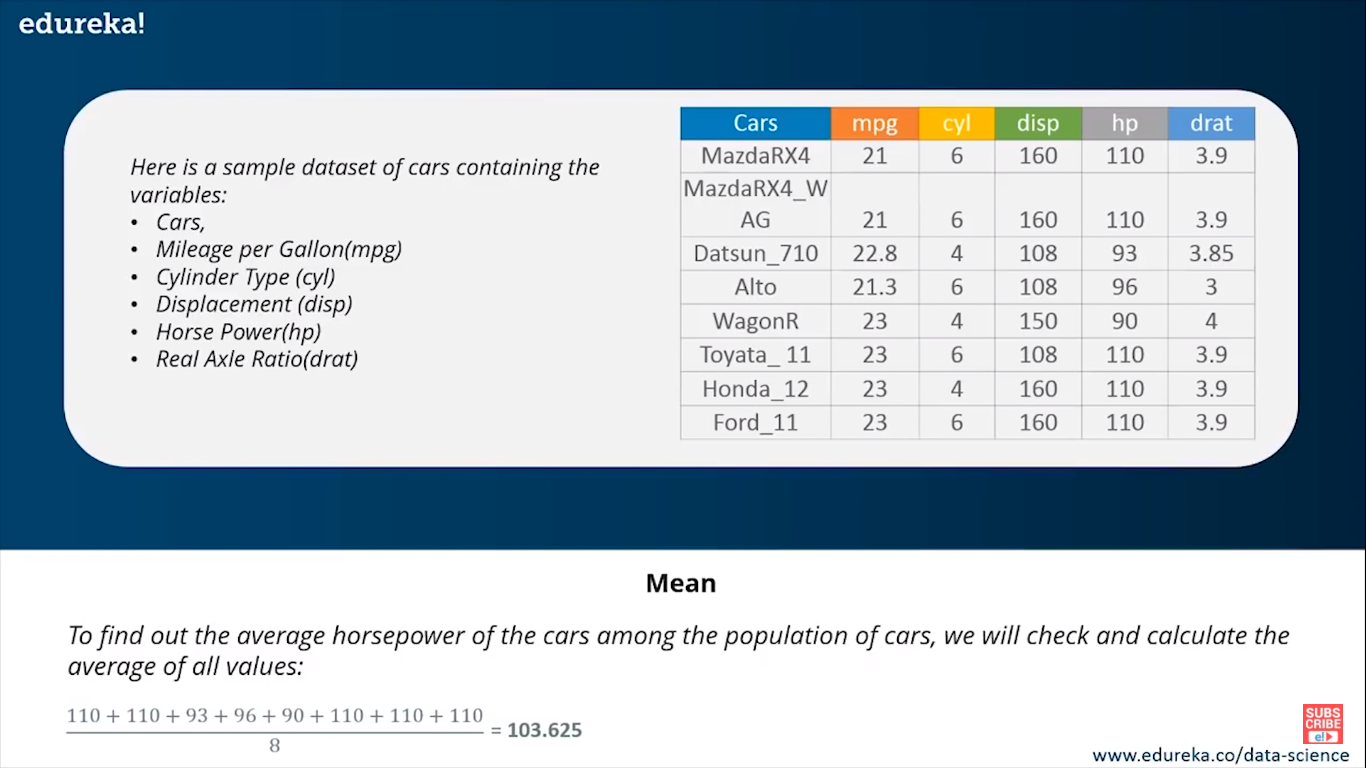 edureka!
Here is a sample dataset of cars containing the
variables:
• Cars,
• Mileage per Gallon(mpg)
• Cylinder Type (cyl)
• Displacement (disp)
• Horse Power(hp)
• Real Axle Ratio(drat)
Cars mpg cyl disp hp drat
MazdaRX4 21 6 160 110 3.9
MazdaRX4_W
AG 21 6 160 110 3.9
Datsun_710 22.8 4 108 93 3.85
Alto 21.3 6 108 96 3
WagonR 23 4 150 90 4
Toyata_ 11 23 6 108 110 3.9
Honda_12 23 4 160 110 3.9
Ford_11 23 6 160 110 3.9
Mean
To find out the average horsepower of the cars among the population of cars, we will check and calculate the
average of all values:
110 + 110 + 93 + 96 + 90 + 110 + 110 + 110
8
= 103.625
SUBS
CRIBE
e!
www.edureka.co/data-science